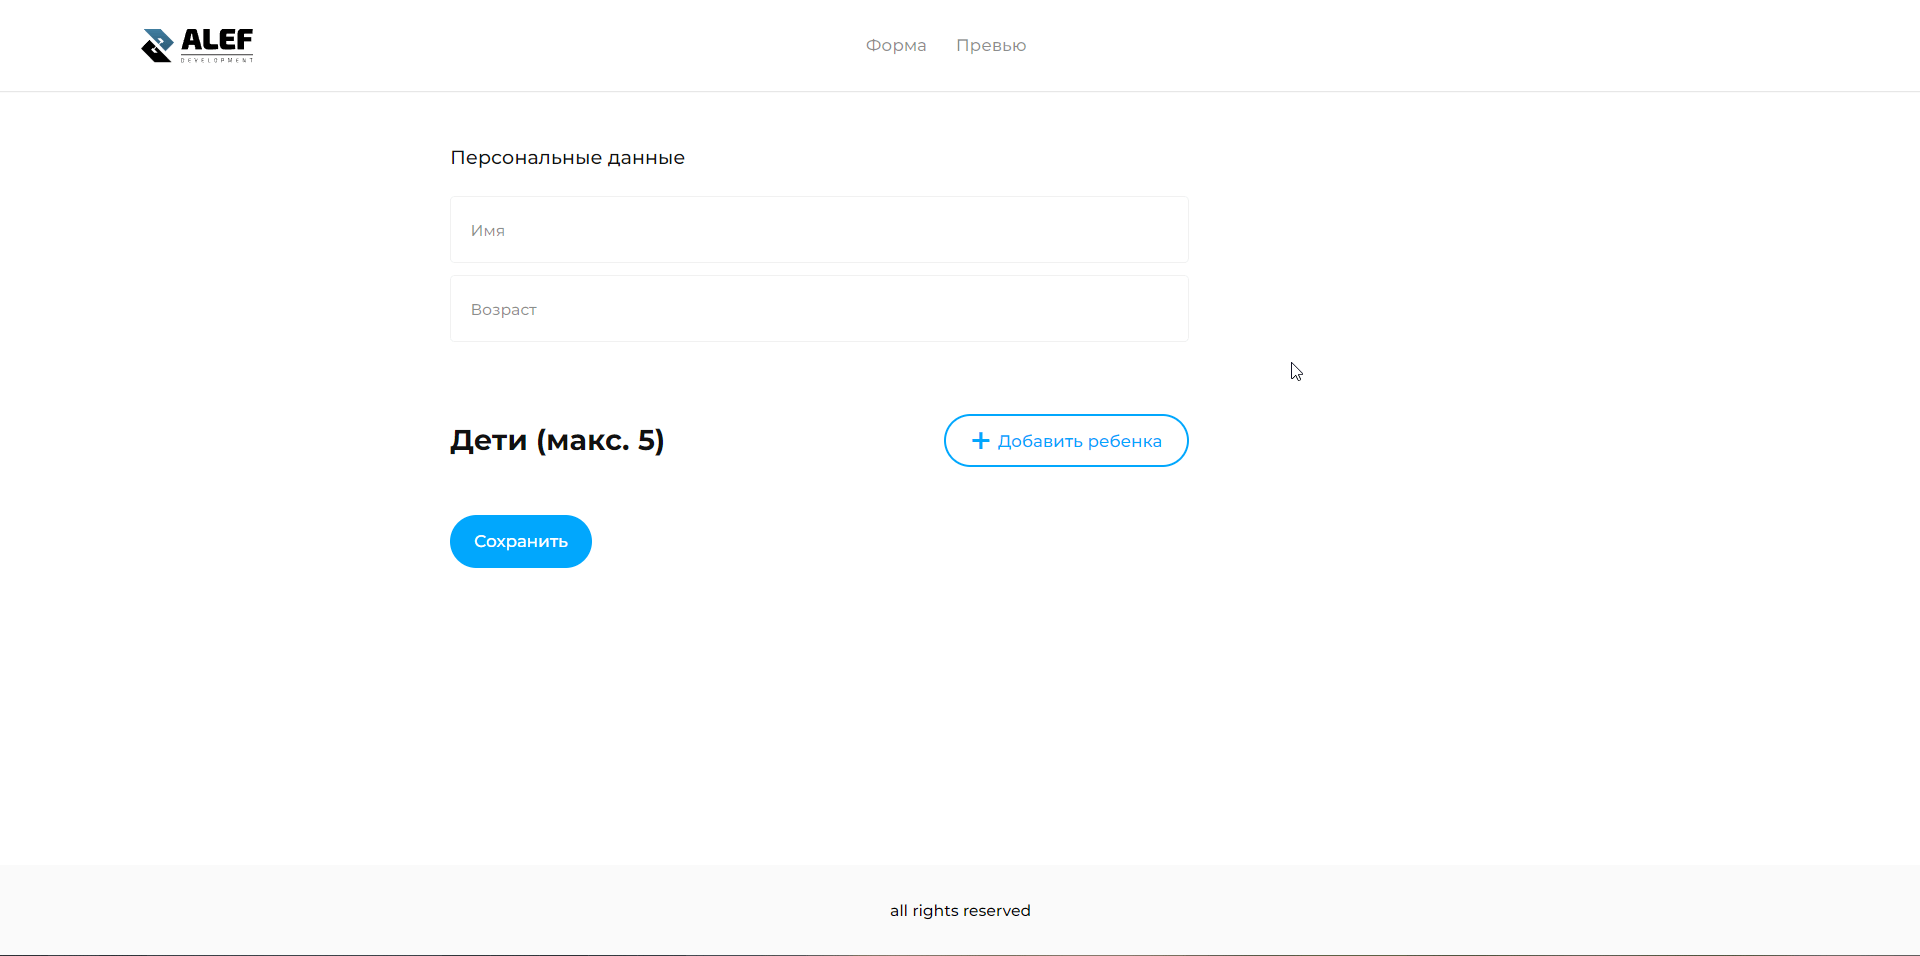 ALEF
DEVELOPMENT
Форма Превью
Персональные данные
Имя
Возраст
Дети (макс. 5)
+ Добавить ребенка
Сохранить
all rights reserved